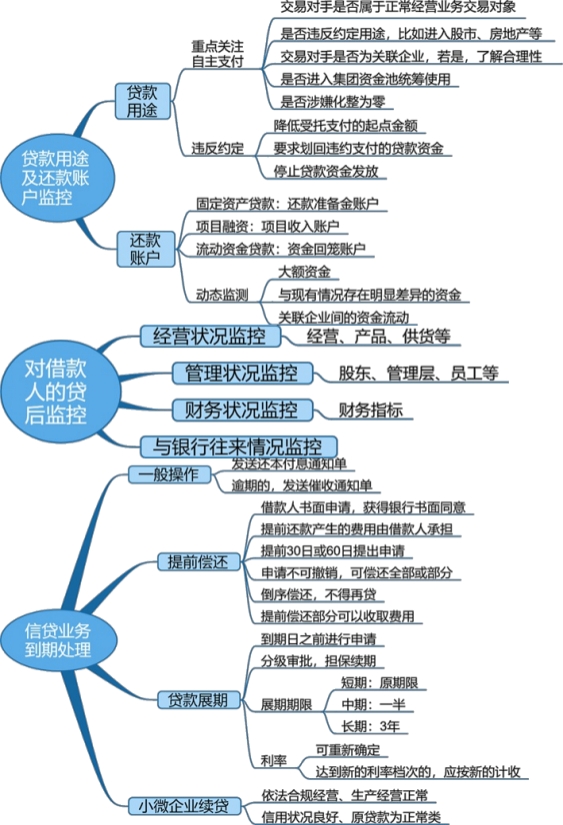 贷款用途
及还款账
户监控
贷款
用途
重点关注
自主支付
交易对手是否属于正常经营业务交易对象
是否违反约定用途，比如进入股市、房地产等
交易对手是否为关联企业，若是，了解合理性
是否进入集团资金池统筹使用
是否涉嫌化整为零
违反约定
降低受托支付的起点金额
要求划回违约支付的贷款资金
停止贷款资金发放
还款
账户
固定资产贷款：还款准备金账户
项目融资：项目收入账户
流动资金贷款：资金回笼账户
动态监测
大额资金
与现有情况存在明显差异的资金
关联企业间的资金流动
对借款
人的贷
后监控
经营状况监控
经营、产品、供货等
管理状况监控
股东、管理层、员工等
财务状况监控
财务指标
与银行往来情况监控
信贷业务
到期处理
一般操作
发送还本付息通知单
逾期的，发送催收通知单
提前偿还
借款人书面申请，获得银行书面同意
提前还款产生的费用由借款人承担
提前30日或60日提出申请
申请不可撤销，可偿还全部或部分
倒序偿还，不得再贷
提前偿还部分可以收取费用
贷款展期
到期日之前进行申请
分级审批，担保续期
展期期限
短期：原期限
中期：一半
长期：3年
利率
可重新确定
达到新的利率档次的，应按新的计收
小微企业续贷
依法合规经营、生产经营正常
信用状况良好、原贷款为正常类